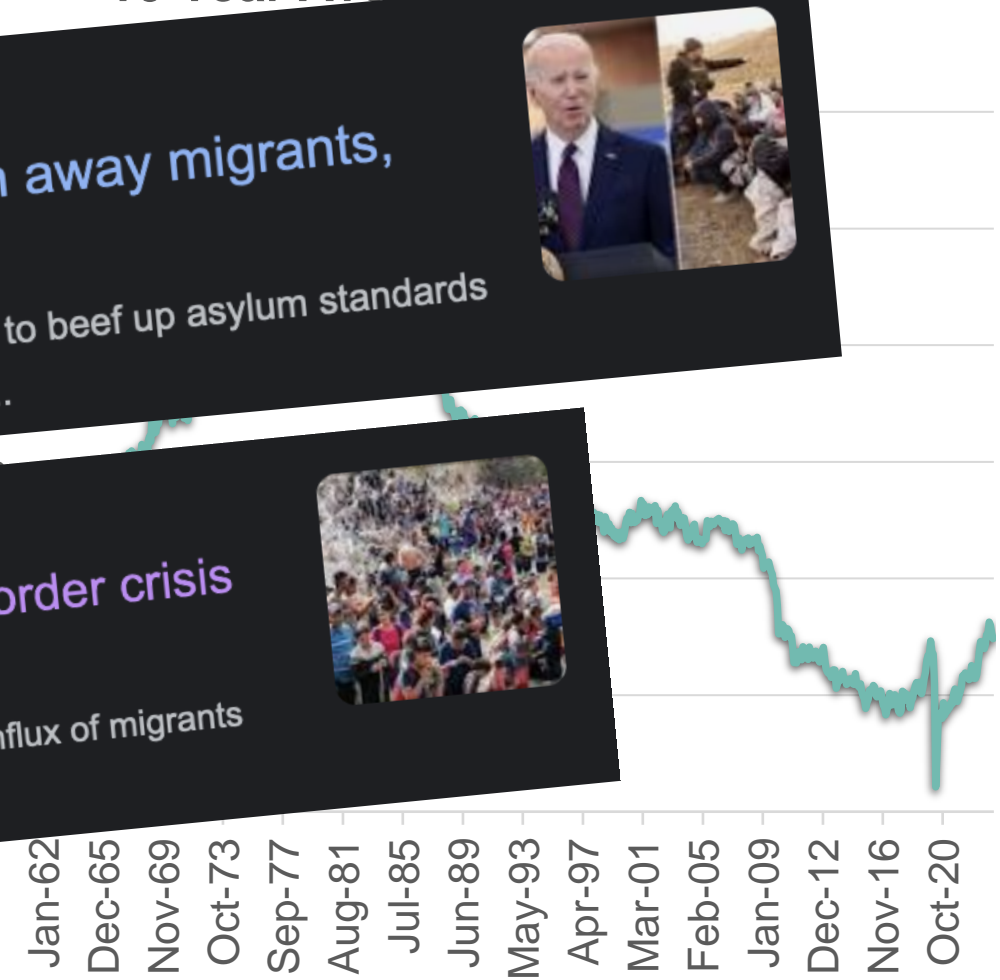 away migrants,
to beef up asylum standards
..
order crisis
influx of migrants
Jan-62
Dec-65
Nov-69
Oct-73
Sep-77
Aug-81
Jul-85
Jun-89
May-93
Apr-97
Mar-01
Feb-05
Jan-09
Dec-12
Nov-16
Oct-20